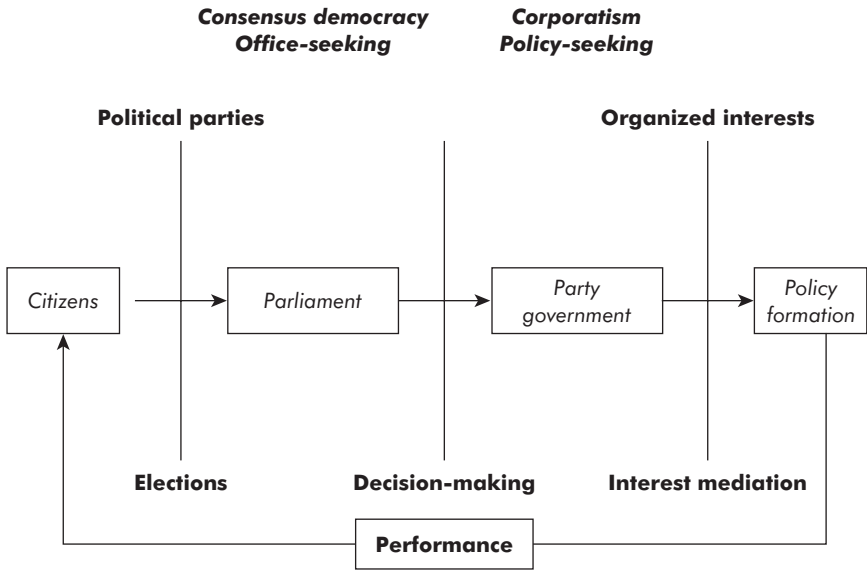 Consensus democracy
Office-seeking
Corporatism
Policy-seeking
Political parties
Organized interests
Citizens
Parliament
Party
government
Policy
formation
Elections
Decision-making
Interest mediation
Performance